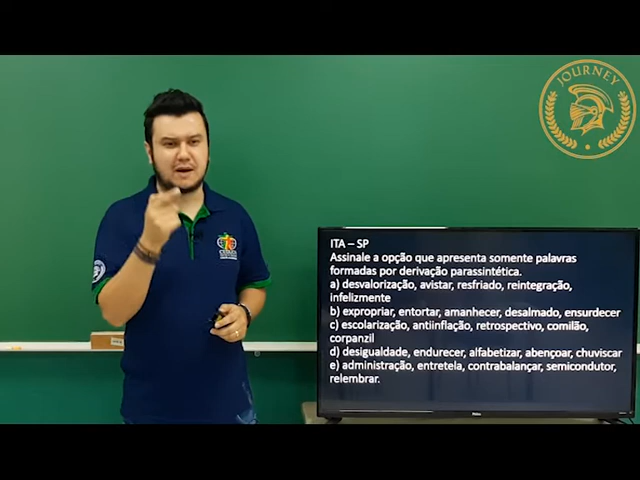 JOURNEY
ITA – SP
Assinale a opção que apresenta somente palavras
formadas por derivação parassintética.
a) desvalorização, avistar, resfriado, reintegração,
infelizmente
b) expropriar, entortar, amanhecer, desalmado, ensurdecer
c) escolarização, antiinflação, retrospectivo, comilão,
corpanzil
d) desigualdade, endurecer, alfabetizar, abençoar, chuviscar
e) administração, entretela, contrabalançar, semicondutor,
relembrar.